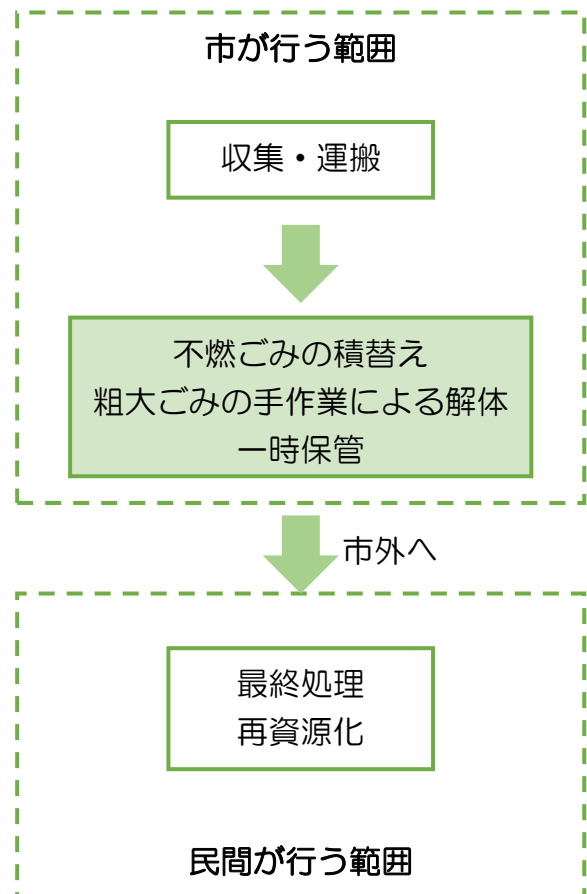 市が行う範囲
収集・運搬
不燃ごみの積替え
粗大ごみの手作業による解体
一時保管
市外へ
最終処理
再資源化
民間が行う範囲